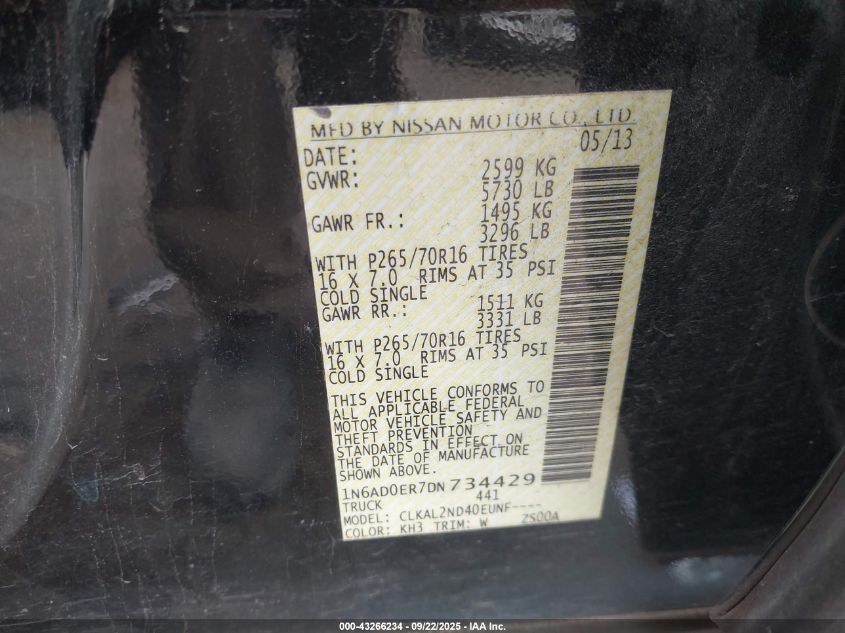 MFD BY NISSAN MOTOR CO., LTD
DATE: 05/13
GVWR: 2599 KG
5730 LB
GAWR FR.: 1495 KG
3296 LB
WITH P265/70R16 TIRES
16 X 7.0 RIMS AT 35 PSI
COLD SINGLE
GAWR RR.: 1511 KG
3331 LB
WITH P265/70R16 TIRES
16 X 7.0 RIMS AT 35 PSI
COLD SINGLE
THIS VEHICLE CONFORMS TO
ALL APPLICABLE FEDERAL
MOTOR VEHICLE SAFETY AND
THEFT PREVENTION
STANDARDS IN EFFECT ON
THE DATE OF MANUFACTURE
SHOWN ABOVE.
1N6AD0ER7DN734429
TRUCK 441
MODEL: CLKAL2ND40EUNF----
COLOR: KH3 TRIM: W ZS00A
000-43266234 - 09/22/2025 - IAA Inc.